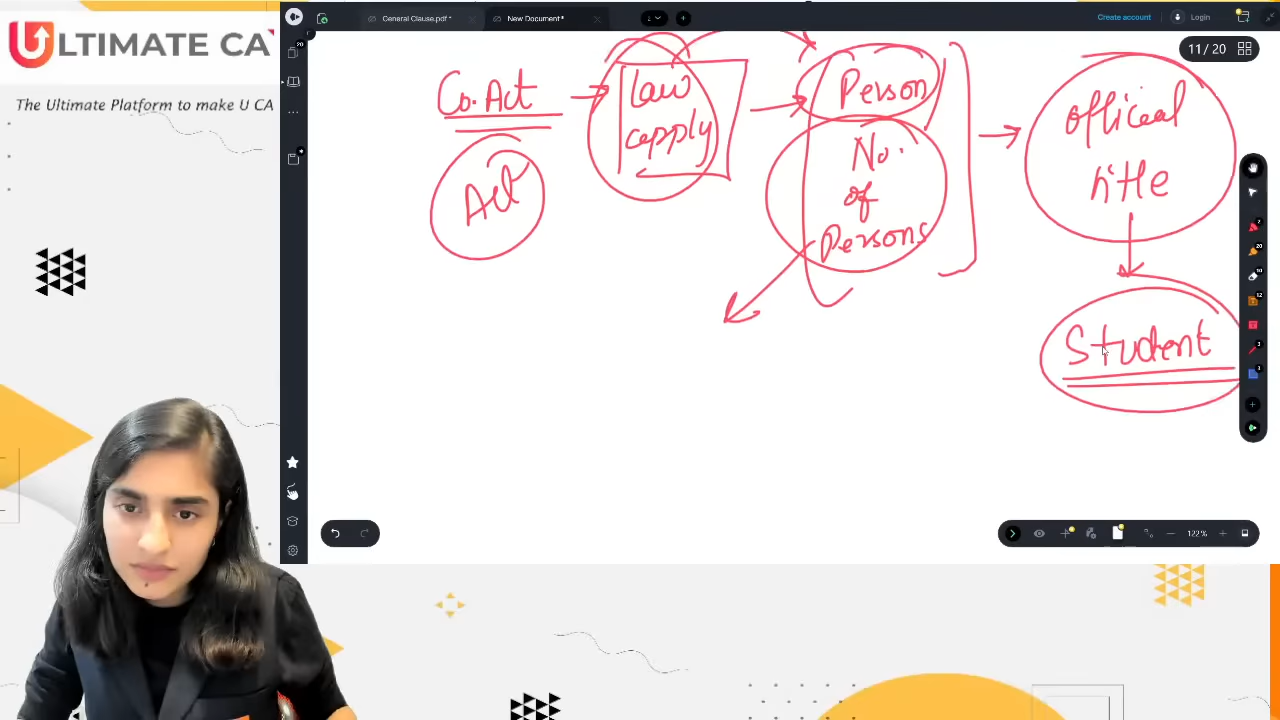 ULTIMATE CA
The Ultimate Platform to make U CA
General Clause.pdf *
New Document*
Create account
Login
11 / 20
Co. Act
Act
Law
apply
Person
No.
of
Persons
official
title
Student
122%